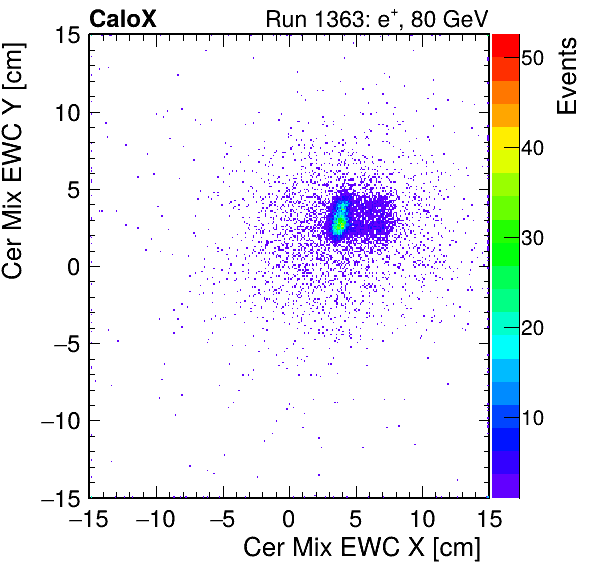 CaloX Run 1363: e⁺, 80 GeV
Cer Mix EWC Y [cm]
15
10
5
0
−5
−10
−15
−15 −10 −5 0 5 10 15
Cer Mix EWC X [cm]
Events
50
40
30
20
10